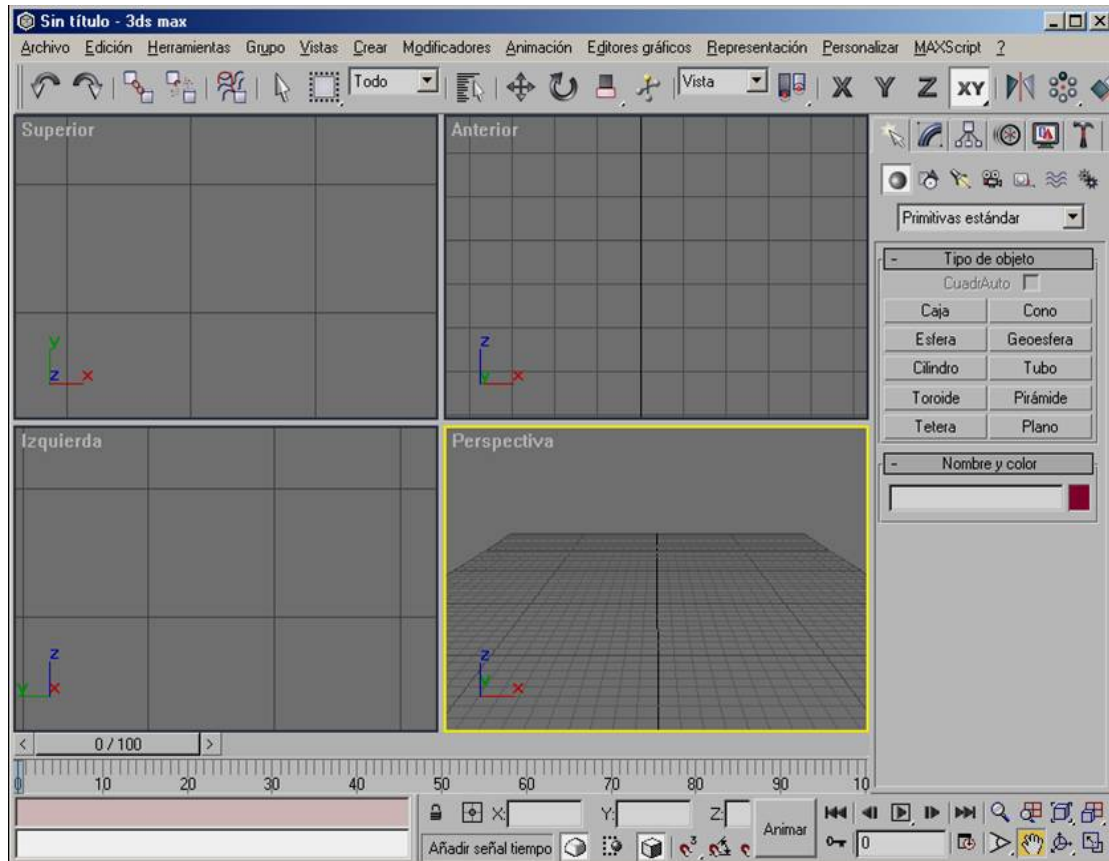 Sin título - 3ds max
Archivo Edición Herramientas Grupo Vistas Crear Modificadores Animación Editores gráficos Representación Personalizar MAXScript ?
Todo Vista X Y Z XY
Superior
Anterior
Primitivas estándar
- Tipo de objeto
CuadrAuto
Caja Cono
Esfera Geoesfera
Cilindro Tubo
Toroide Pirámide
Tetera Plano
- Nombre y color
y
z x
z
y x
Izquierda
Perspectiva
z
y x
z
y x
< 0 / 100 >
0 10 20 30 40 50 60 70 80 90 10
X: Y: Z: Animar
Añadir señal tiempo 3 0